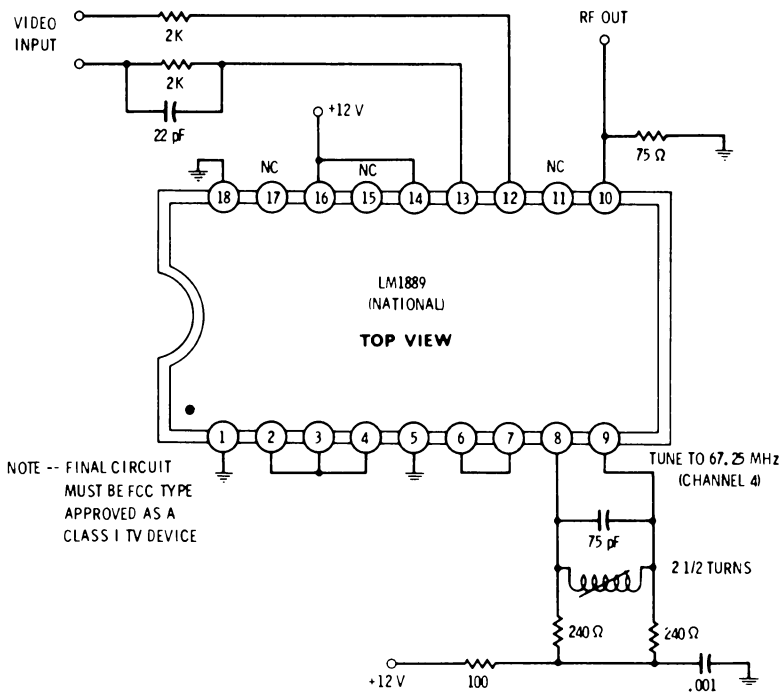 VIDEO
INPUT
2K
2K
22 pF
+12 V
RF OUT
75 Ω
NC
NC
NC
18
17
16
15
14
13
12
11
10
LM1889
(NATIONAL)
TOP VIEW
1
2
3
4
5
6
7
8
9
NOTE -- FINAL CIRCUIT
MUST BE FCC TYPE
APPROVED AS A
CLASS I TV DEVICE
TUNE TO 67.25 MHz
(CHANNEL 4)
75 pF
2 1/2 TURNS
240 Ω
240 Ω
+12 V
100
.001